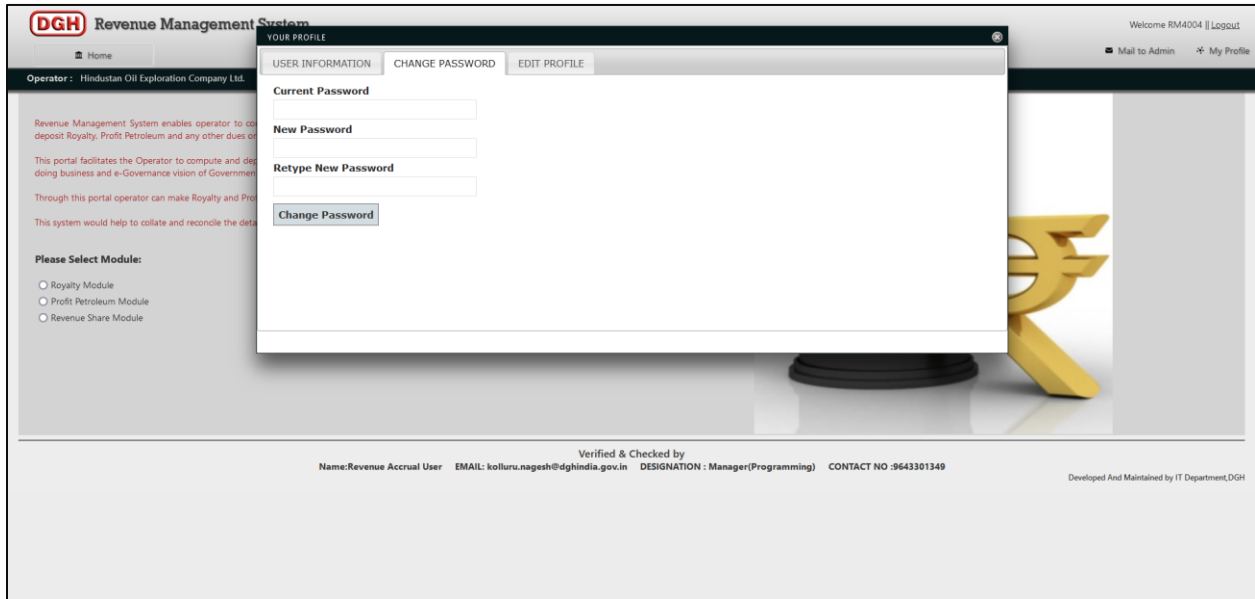 DGH Revenue Management System
Welcome RM4004 || Logout
Home
Mail to Admin My Profile
Operator : Hindustan Oil Exploration Company Ltd.
YOUR PROFILE
USER INFORMATION CHANGE PASSWORD EDIT PROFILE
Current Password
New Password
Retype New Password
Change Password
Revenue Management System enables operator to
deposit Royalty, Profit Petroleum and any other dues
This portal facilitates the Operator to compute and
doing business and e-Governance vision of
Through this portal operator can make Royalty and
This system would help to collate and reconcile the
Please Select Module:
Royalty Module
Profit Petroleum Module
Revenue Share Module
Verified & Checked by
Name:Revenue Accrual User EMAIL: kolluru.nagesh@dghindia.gov.in DESIGNATION : Manager(Programming) CONTACT NO :9643301349
Developed And Maintained by IT Department,DGH